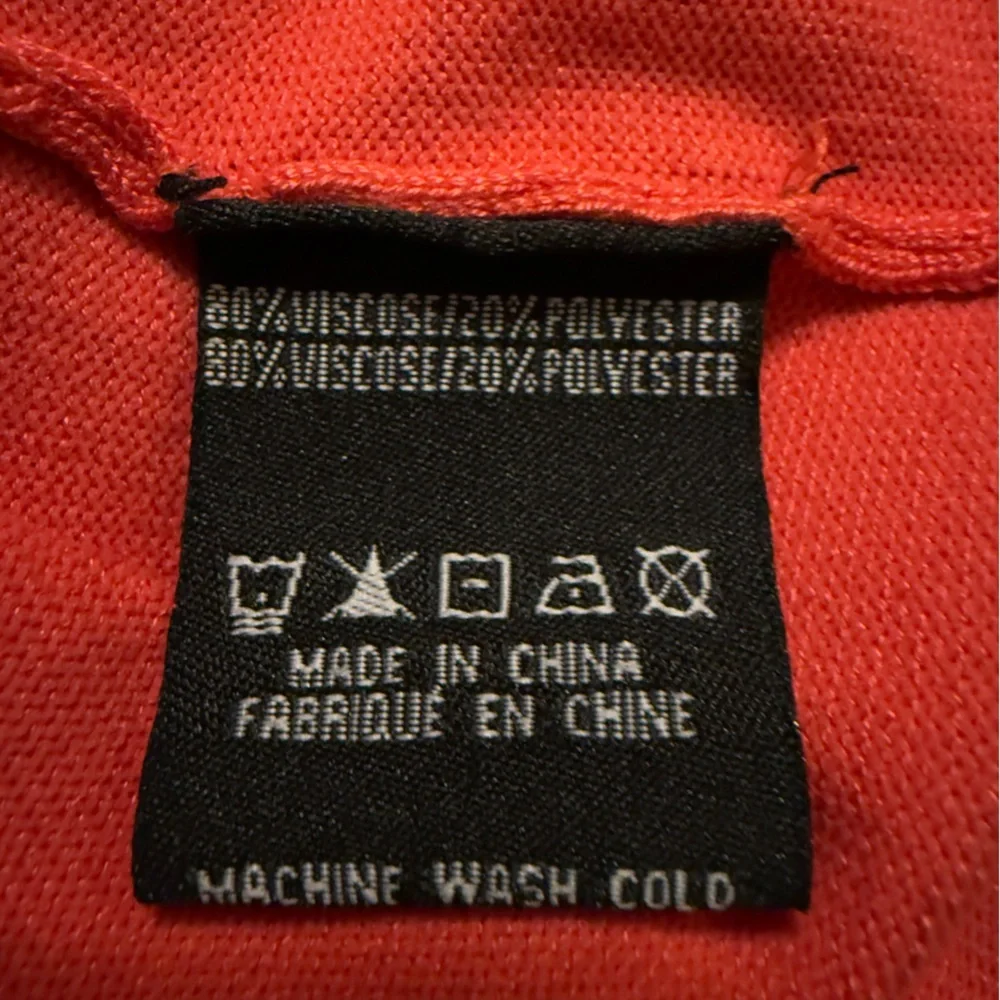 80%VISCOSE/20%POLYESTER
80%VISCOSE/20%POLYESTER
MADE IN CHINA
FABRIQUÉ EN CHINE
MACHINE WASH COLD